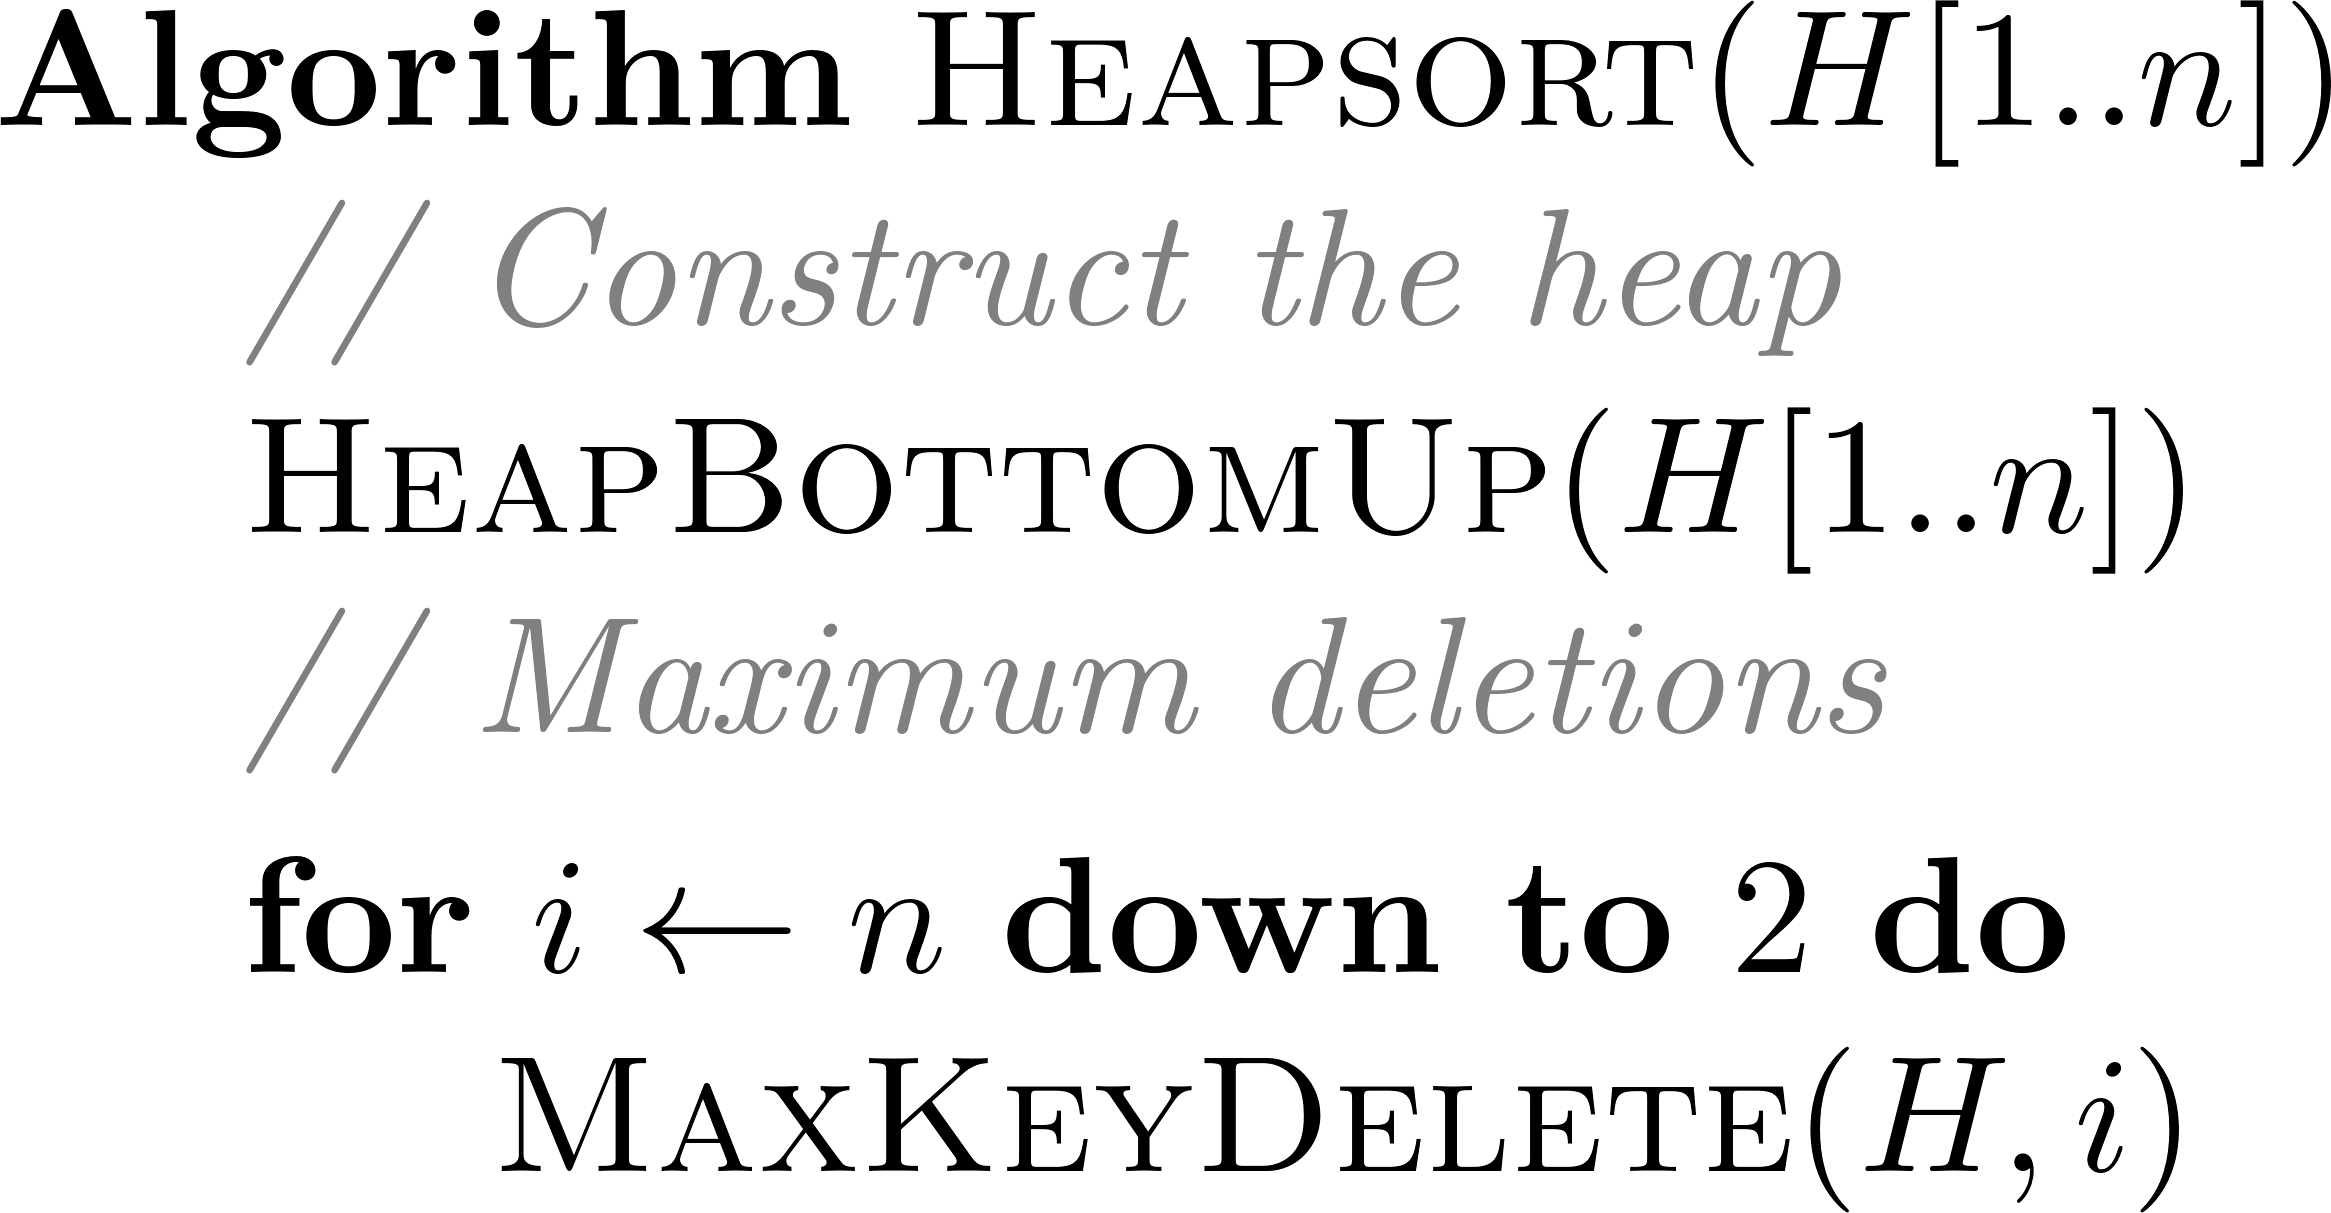 Algorithm HEAPSORT(H[1..n])
// Construct the heap
HEAPBOTTOMUP(H[1..n])
// Maximum deletions
for i ← n down to 2 do
MAXKEYDELETE(H, i)